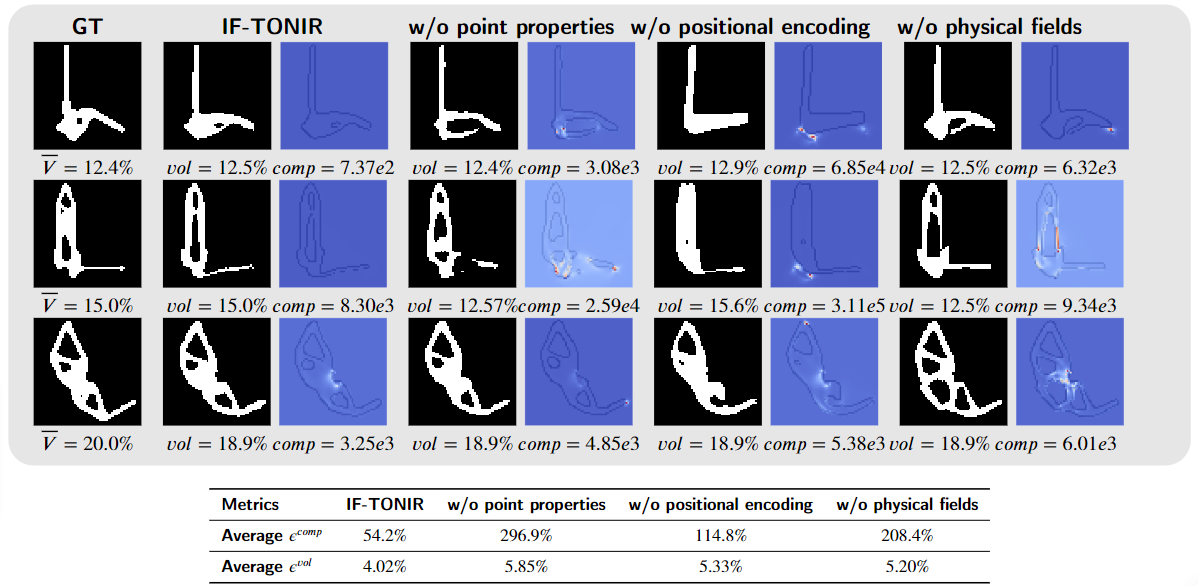 GT IF-TONIR w/o point properties w/o positional encoding w/o physical fields
V̅ = 12.4% vol = 12.5% comp = 7.37e2 vol = 12.4% comp = 3.08e3 vol = 12.9% comp = 6.85e4 vol = 12.5% comp = 6.32e3
V̅ = 15.0% vol = 15.0% comp = 8.30e3 vol = 12.57% comp = 2.59e4 vol = 15.6% comp = 3.11e5 vol = 12.5% comp = 9.34e3
V̅ = 20.0% vol = 18.9% comp = 3.25e3 vol = 18.9% comp = 4.85e3 vol = 18.9% comp = 5.38e3 vol = 18.9% comp = 6.01e3
Metrics IF-TONIR w/o point properties w/o positional encoding w/o physical fields
Average ϵ^comp 54.2% 296.9% 114.8% 208.4%
Average ϵ^vol 4.02% 5.85% 5.33% 5.20%